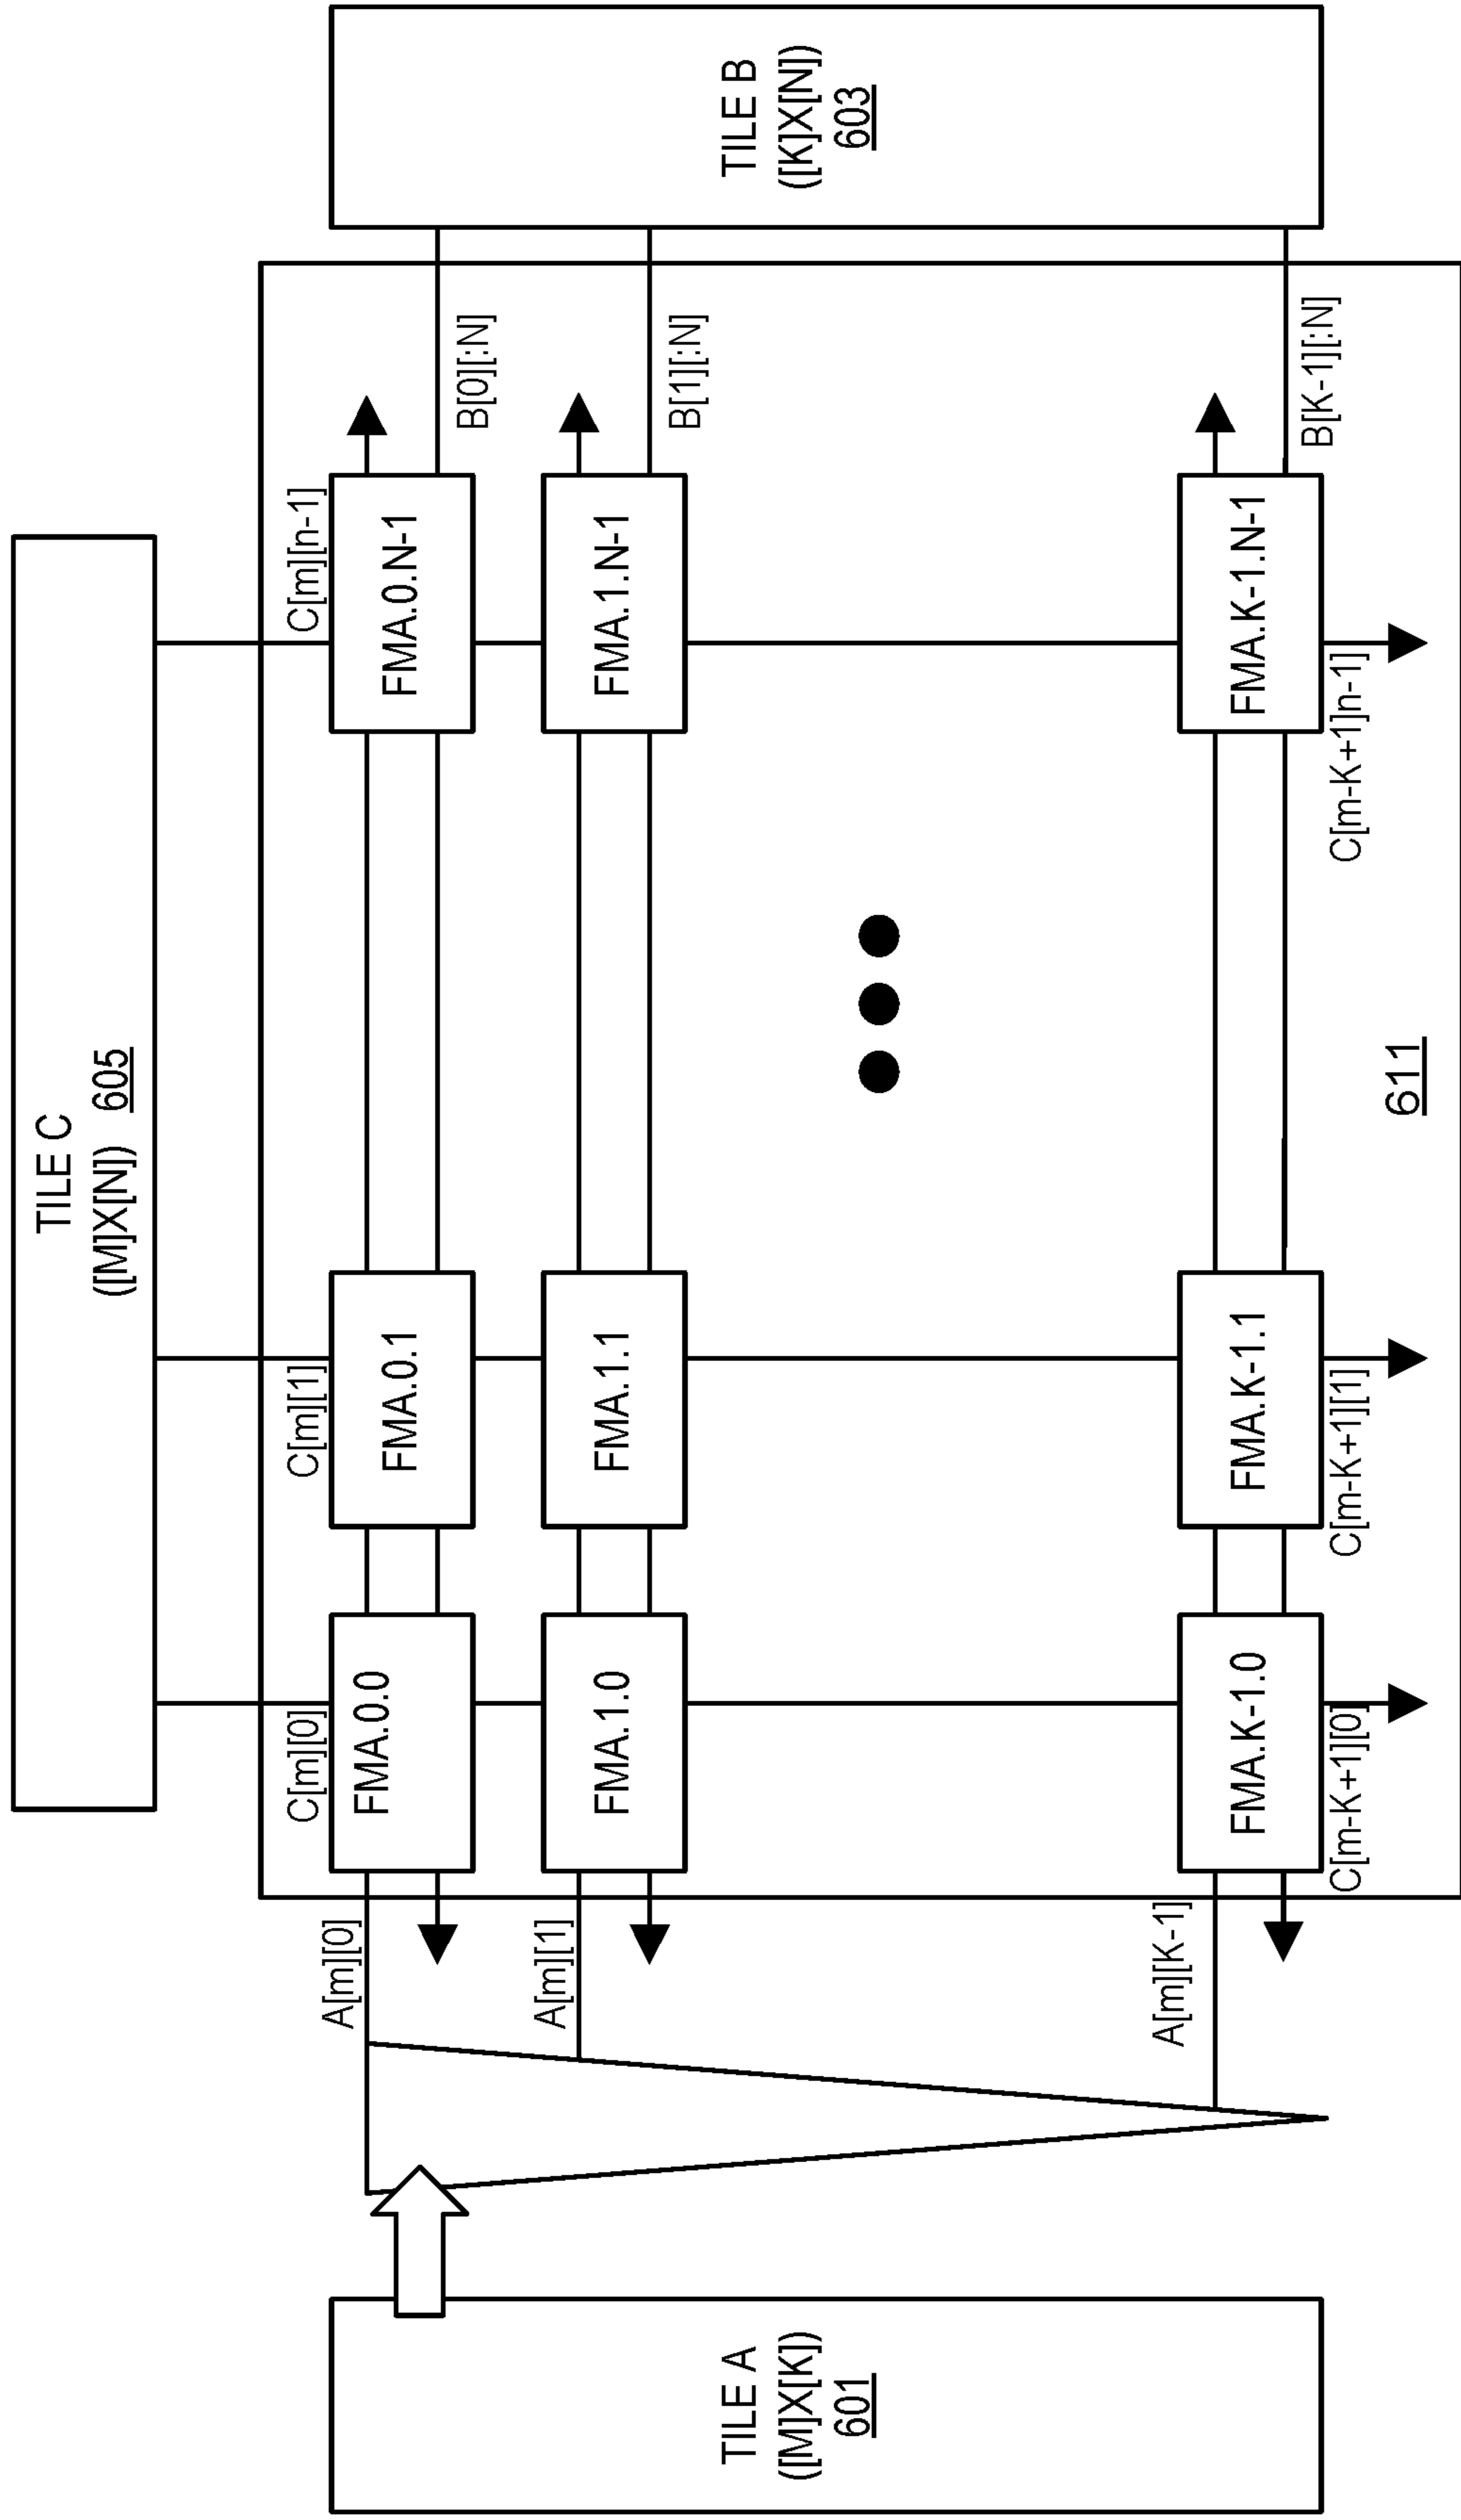 TILE C
([M]X[N]) 605
TILE A
([M]X[K])
601
TILE B
([K]X[N])
603
C[m][0]
C[m][1]
C[m][n-1]
A[m][0]
FMA.0.0
FMA.0.1
FMA.0.N-1
B[0][:N]
A[m][1]
FMA.1.0
FMA.1.1
FMA.1.N-1
B[1][:N]
A[m][K-1]
FMA.K-1.0
FMA.K-1.1
FMA.K-1.N-1
B[K-1][:N]
C[m-K+1][0]
C[m-K+1][1]
C[m-K+1]n-1]
611